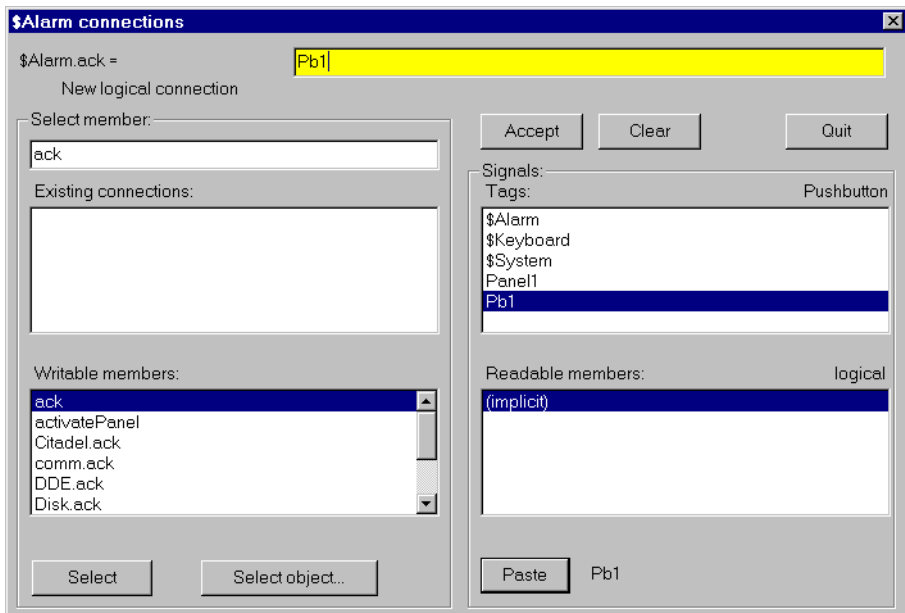 $Alarm connections
$Alarm.ack =
Pb1
New logical connection
Select member:
ack
Existing connections:
Writable members:
ack
activatePanel
Citadel.ack
comm.ack
DDE.ack
Disk.ack
Select
Select object...
Accept
Clear
Quit
Signals:
Tags:
Pushbutton
$Alarm
$Keyboard
$System
Panel1
Pb1
Readable members:
logical
(implicit)
Paste
Pb1